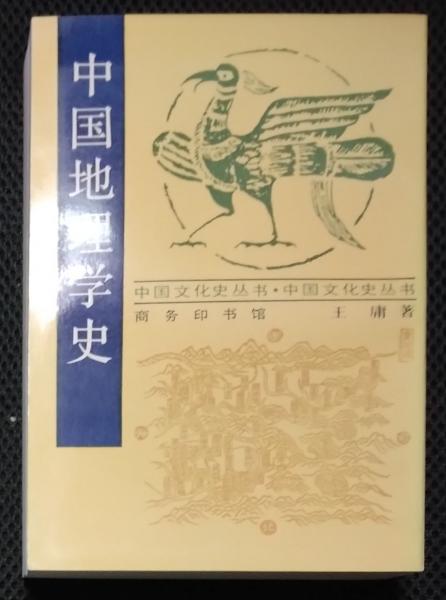 中国地理学史
中国文化史丛书·中国文化史丛书
商务印书馆 王庸著